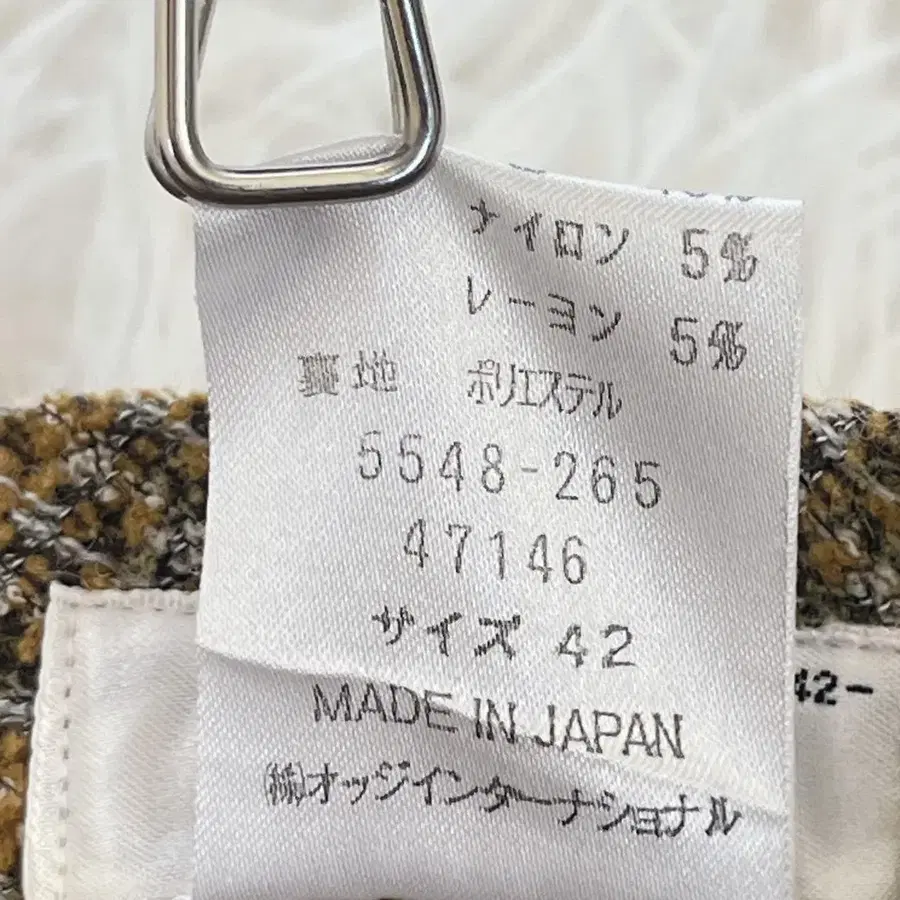 ナイロン 5%
レーヨン 5%
裏地 ポリエステル
5548-265
47146
サイズ 42
MADE IN JAPAN
㈱オッジインターナショナル
42-